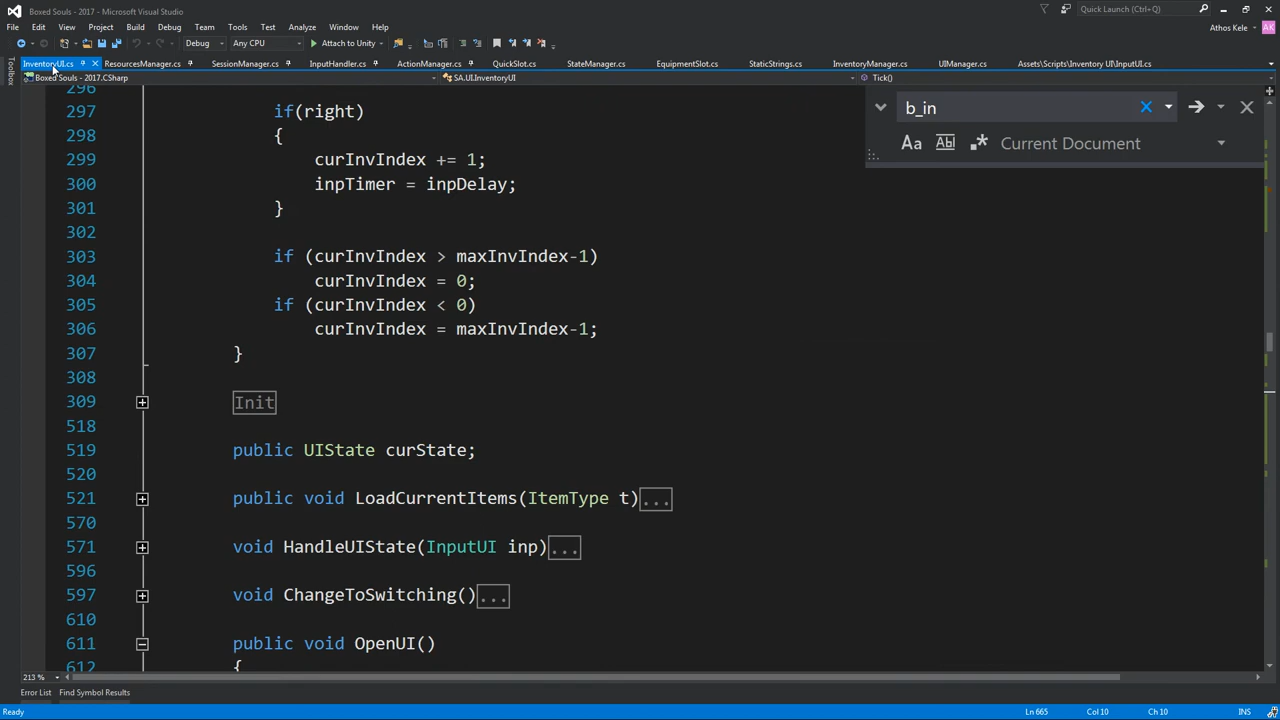 Boxed Souls - 2017 - Microsoft Visual Studio
Quick Launch (Ctrl+Q)
File Edit View Project Build Debug Team Tools Test Analyze Window Help
Athos Kele AK
Debug Any CPU Attach to Unity
Toolbox
InventoryUI.cs ResourcesManager.cs SessionManager.cs InputHandler.cs ActionManager.cs QuickSlot.cs StateManager.cs EquipmentSlot.cs StaticStrings.cs InventoryManager.cs UIManager.cs Assets\Scripts\Inventory UI\InputUI.cs
Boxed Souls - 2017.CSharp SA.UI.InventoryUI Tick()
b_in
Aa Abl .* Current Document
296
297 if(right)
298 {
299 curInvIndex += 1;
300 inpTimer = inpDelay;
301 }
302
303 if (curInvIndex > maxInvIndex-1)
304 curInvIndex = 0;
305 if (curInvIndex < 0)
306 curInvIndex = maxInvIndex-1;
307 }
308
309 Init
518
519 public UIState curState;
520
521 public void LoadCurrentItems(ItemType t)...
570
571 void HandleUIState(InputUI inp)...
596
597 void ChangeToSwitching()...
610
611 public void OpenUI()
612 {
213 %
Error List Find Symbol Results
Ready Ln 665 Col 10 Ch 10 INS